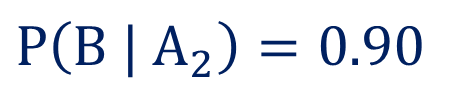 P(B | A₂) = 0.90